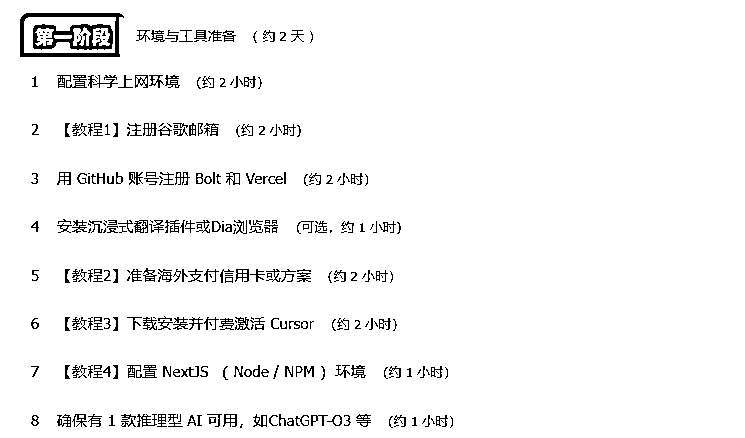 第一阶段 环境与工具准备 （约 2 天）
1 配置科学上网环境 (约 2 小时)
2 【教程1】注册谷歌邮箱 (约 2 小时)
3 用 GitHub 账号注册 Bolt 和 Vercel (约 2 小时)
4 安装沉浸式翻译插件或Dia浏览器 (可选，约 1 小时)
5 【教程2】准备海外支付信用卡或方案 (约 2 小时)
6 【教程3】下载安装并付费激活 Cursor (约 2 小时)
7 【教程4】配置 NextJS （ Node / NPM ）环境 (约 1 小时)
8 确保有 1 款推理型 AI 可用，如ChatGPT-O3 等 (约 1 小时)